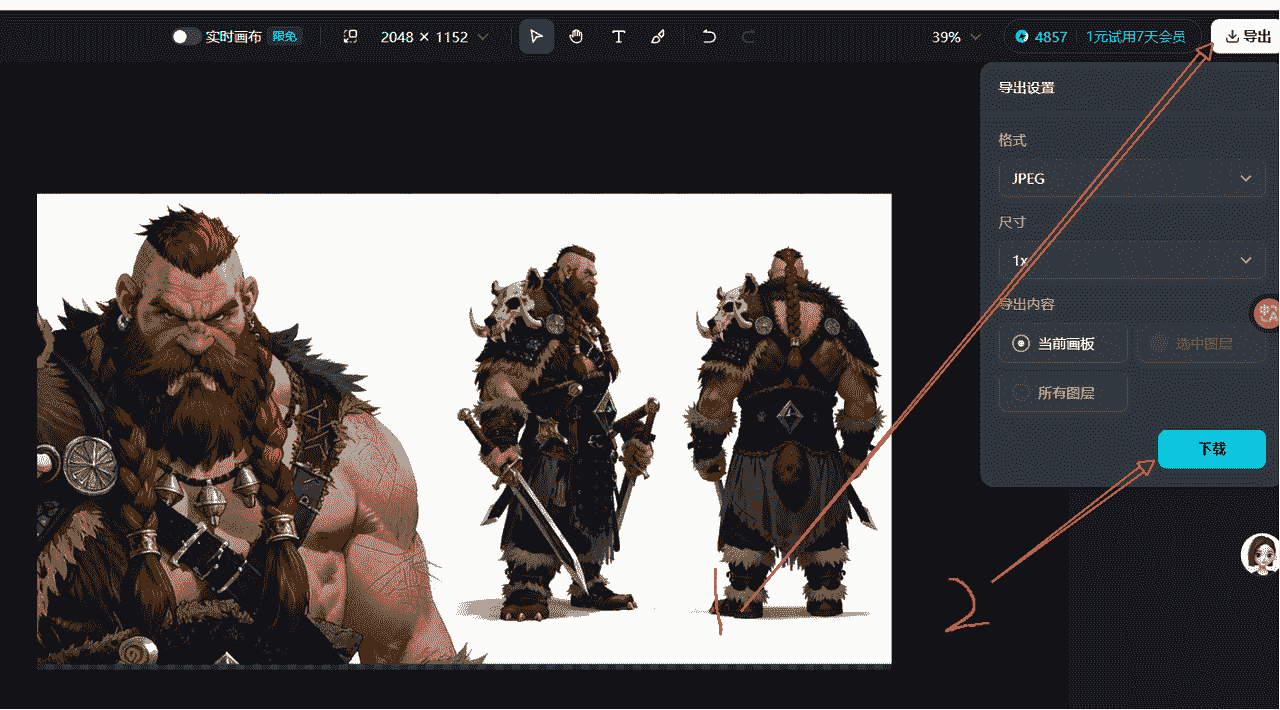 实时画布 限免 2048 × 1152 T 39% 4857 1元试用7天会员 导出
导出设置
格式
JPEG
尺寸
1x
导出内容
当前画板 选中图层
所有图层
下载
1
2